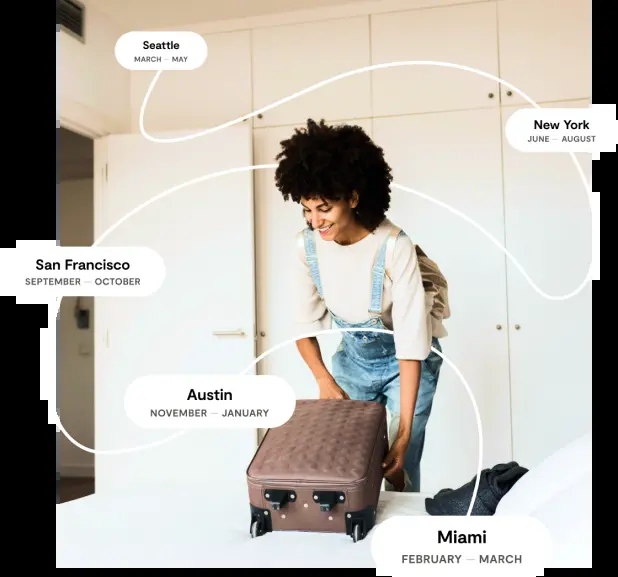 Seattle
MARCH — MAY
New York
JUNE — AUGUST
San Francisco
SEPTEMBER — OCTOBER
Austin
NOVEMBER — JANUARY
Miami
FEBRUARY — MARCH